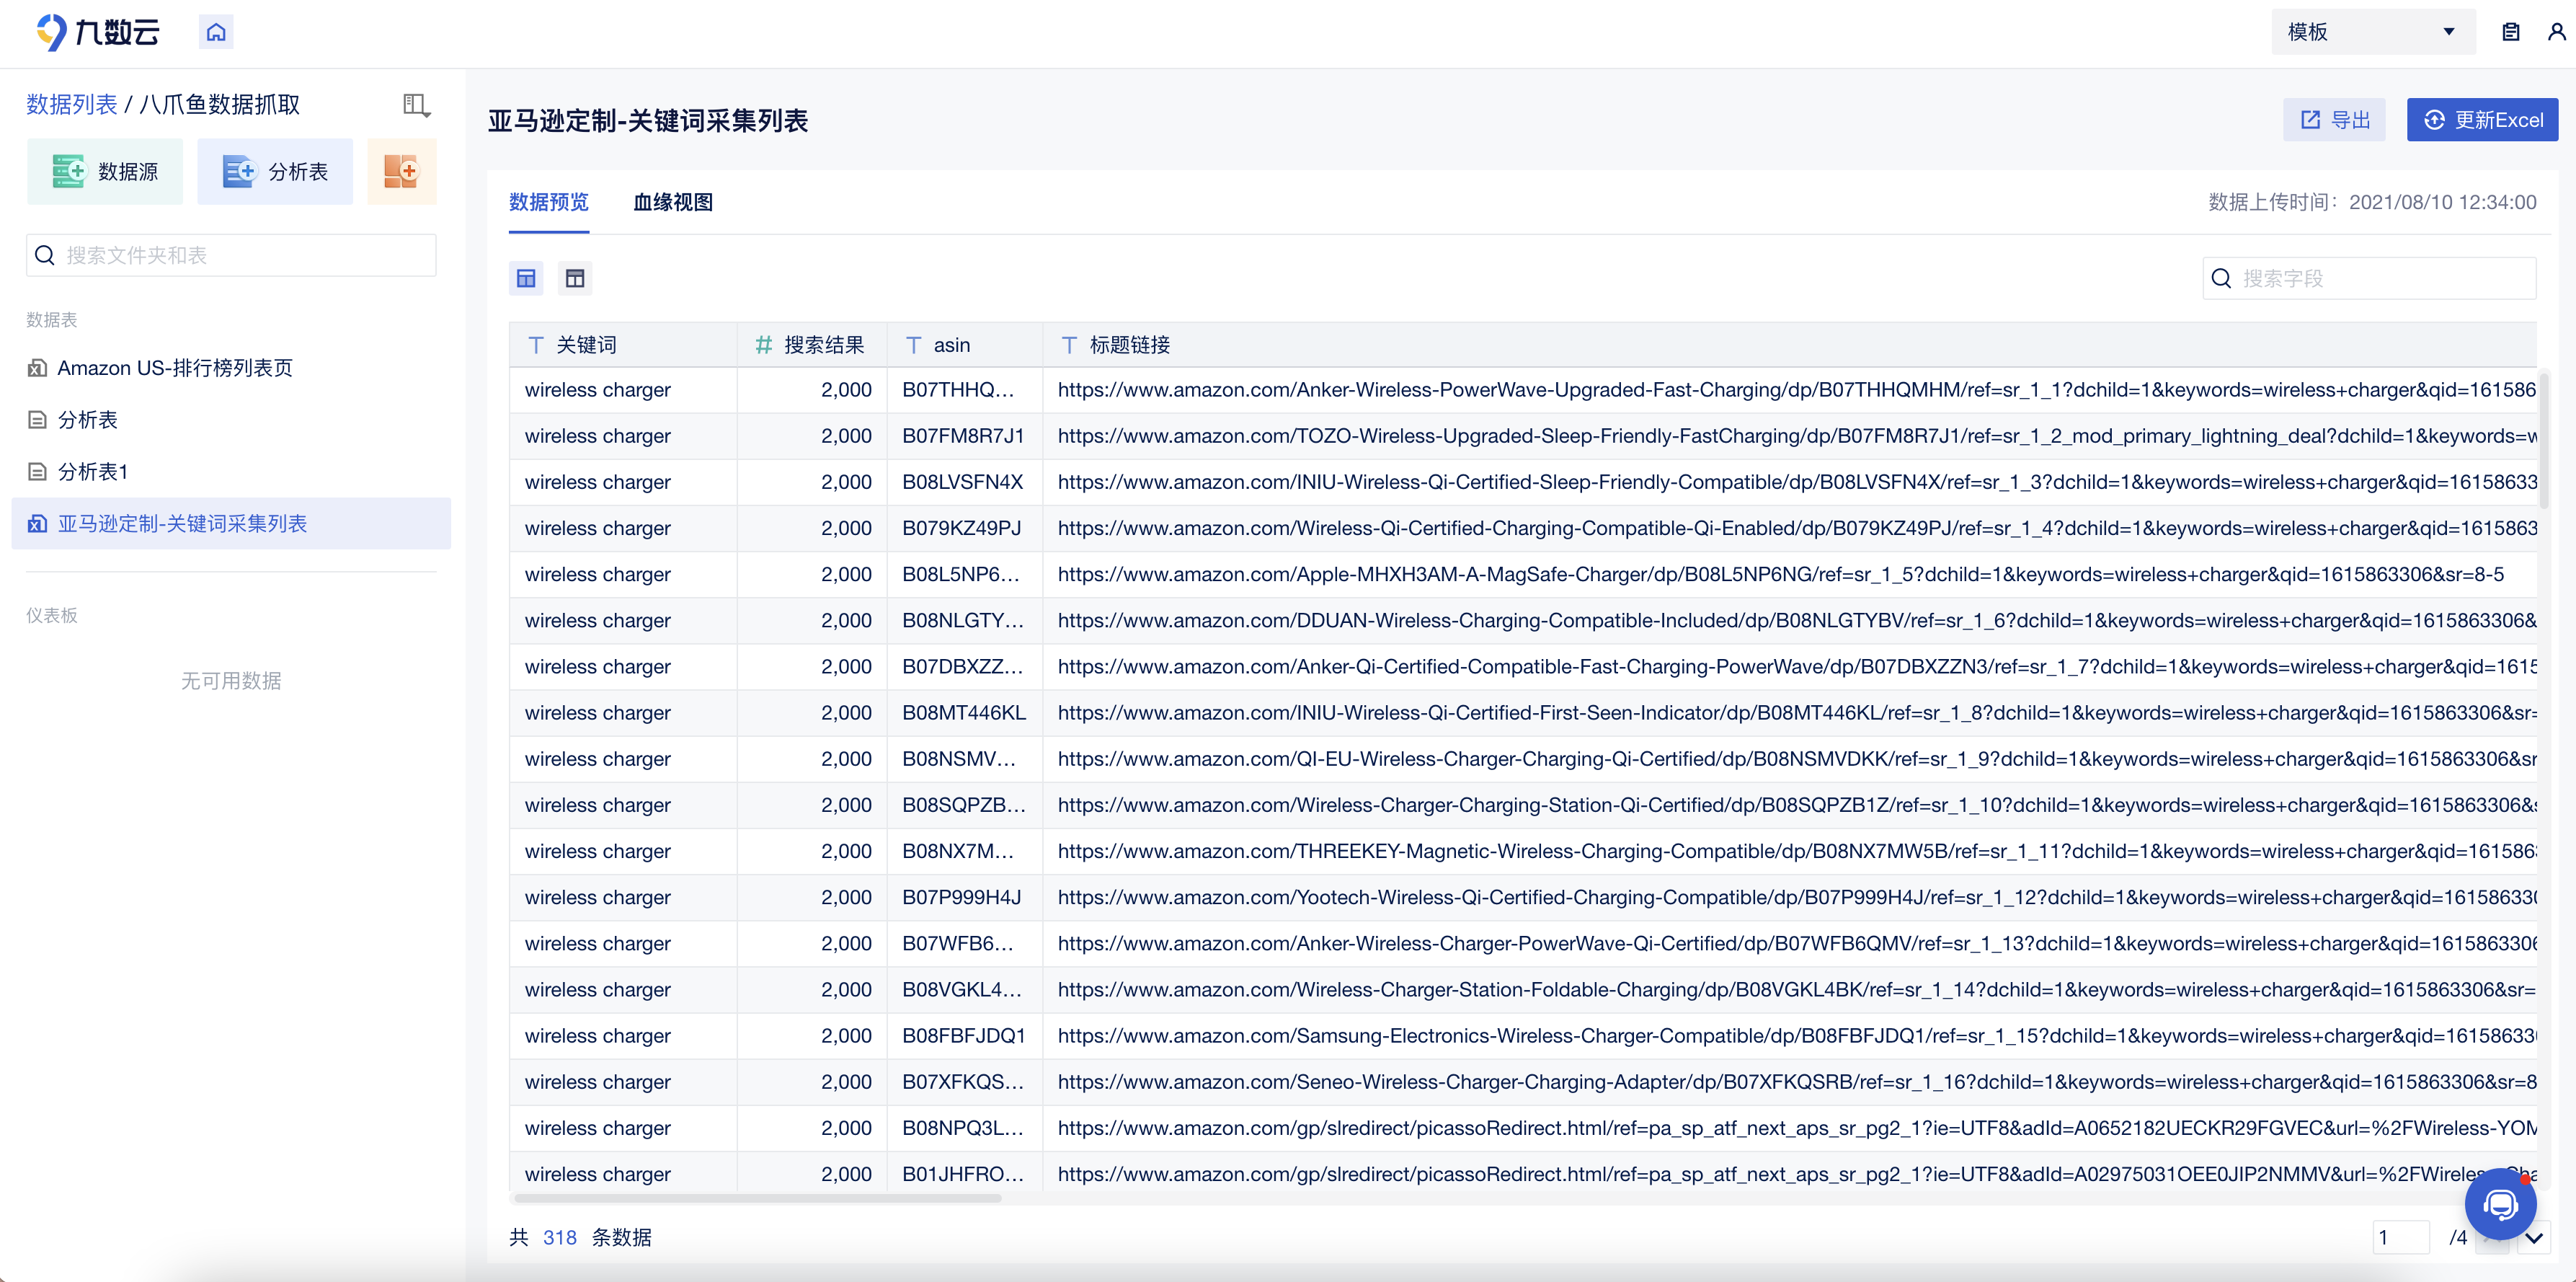 九数云
模板
数据列表 / 八爪鱼数据抓取
亚马逊定制-关键词采集列表
导出
更新Excel
数据源
分析表
数据预览
血缘视图
数据上传时间：2021/08/10 12:34:00
搜索文件夹和表
搜索字段
数据表
Amazon US-排行榜列表页
分析表
分析表1
亚马逊定制-关键词采集列表
仪表板
无可用数据
关键词 # 搜索结果 asin 标题链接
wireless charger 2,000 B07THHQ... https://www.amazon.com/Anker-Wireless-PowerWave-Upgraded-Fast-Charging/dp/B07THHQMHM/ref=sr_1_1?dchild=1&keywords=wireless+charger&qid=161586
wireless charger 2,000 B07FM8R7J1 https://www.amazon.com/TOZO-Wireless-Upgraded-Sleep-Friendly-FastCharging/dp/B07FM8R7J1/ref=sr_1_2_mod_primary_lightning_deal?dchild=1&keywords=w
wireless charger 2,000 B08LVSFN4X https://www.amazon.com/INIU-Wireless-Qi-Certified-Sleep-Friendly-Compatible/dp/B08LVSFN4X/ref=sr_1_3?dchild=1&keywords=wireless+charger&qid=16158633
wireless charger 2,000 B079KZ49PJ https://www.amazon.com/Wireless-Qi-Certified-Charging-Compatible-Qi-Enabled/dp/B079KZ49PJ/ref=sr_1_4?dchild=1&keywords=wireless+charger&qid=1615863
wireless charger 2,000 B08L5NP6... https://www.amazon.com/Apple-MHXH3AM-A-MagSafe-Charger/dp/B08L5NP6NG/ref=sr_1_5?dchild=1&keywords=wireless+charger&qid=1615863306&sr=8-5
wireless charger 2,000 B08NLGTY... https://www.amazon.com/DDUAN-Wireless-Charging-Compatible-Included/dp/B08NLGTYBV/ref=sr_1_6?dchild=1&keywords=wireless+charger&qid=1615863306&
wireless charger 2,000 B07DBXZZ... https://www.amazon.com/Anker-Qi-Certified-Compatible-Fast-Charging-PowerWave/dp/B07DBXZZN3/ref=sr_1_7?dchild=1&keywords=wireless+charger&qid=1615
wireless charger 2,000 B08MT446KL https://www.amazon.com/INIU-Wireless-Qi-Certified-First-Seen-Indicator/dp/B08MT446KL/ref=sr_1_8?dchild=1&keywords=wireless+charger&qid=1615863306&sr=
wireless charger 2,000 B08NSMV... https://www.amazon.com/QI-EU-Wireless-Charger-Charging-Qi-Certified/dp/B08NSMVDKK/ref=sr_1_9?dchild=1&keywords=wireless+charger&qid=1615863306&sr
wireless charger 2,000 B08SQPZB... https://www.amazon.com/Wireless-Charger-Charging-Station-Qi-Certified/dp/B08SQPZB1Z/ref=sr_1_10?dchild=1&keywords=wireless+charger&qid=1615863306&s
wireless charger 2,000 B08NX7M... https://www.amazon.com/THREEKEY-Magnetic-Wireless-Charging-Compatible/dp/B08NX7MW5B/ref=sr_1_11?dchild=1&keywords=wireless+charger&qid=161586
wireless charger 2,000 B07P999H4J https://www.amazon.com/Yootech-Wireless-Qi-Certified-Charging-Compatible/dp/B07P999H4J/ref=sr_1_12?dchild=1&keywords=wireless+charger&qid=161586330
wireless charger 2,000 B07WFB6... https://www.amazon.com/Anker-Wireless-Charger-PowerWave-Qi-Certified/dp/B07WFB6QMV/ref=sr_1_13?dchild=1&keywords=wireless+charger&qid=1615863306
wireless charger 2,000 B08VGKL4... https://www.amazon.com/Wireless-Charger-Station-Foldable-Charging/dp/B08VGKL4BK/ref=sr_1_14?dchild=1&keywords=wireless+charger&qid=1615863306&sr=
wireless charger 2,000 B08FBFJDQ1 https://www.amazon.com/Samsung-Electronics-Wireless-Charger-Compatible/dp/B08FBFJDQ1/ref=sr_1_15?dchild=1&keywords=wireless+charger&qid=16158633
wireless charger 2,000 B07XFKQS... https://www.amazon.com/Seneo-Wireless-Charger-Charging-Adapter/dp/B07XFKQSRB/ref=sr_1_16?dchild=1&keywords=wireless+charger&qid=1615863306&sr=8
wireless charger 2,000 B08NPQ3L... https://www.amazon.com/gp/slredirect/picassoRedirect.html/ref=pa_sp_atf_next_aps_sr_pg2_1?ie=UTF8&adId=A0652182UECKR29FGVEC&url=%2FWireless-YOM
wireless charger 2,000 B01JHFRO... https://www.amazon.com/gp/slredirect/picassoRedirect.html/ref=pa_sp_atf_next_aps_sr_pg2_1?ie=UTF8&adId=A02975031OEE0JIP2NMMV&url=%2FWireless-Cha
共 318 条数据
1 /4